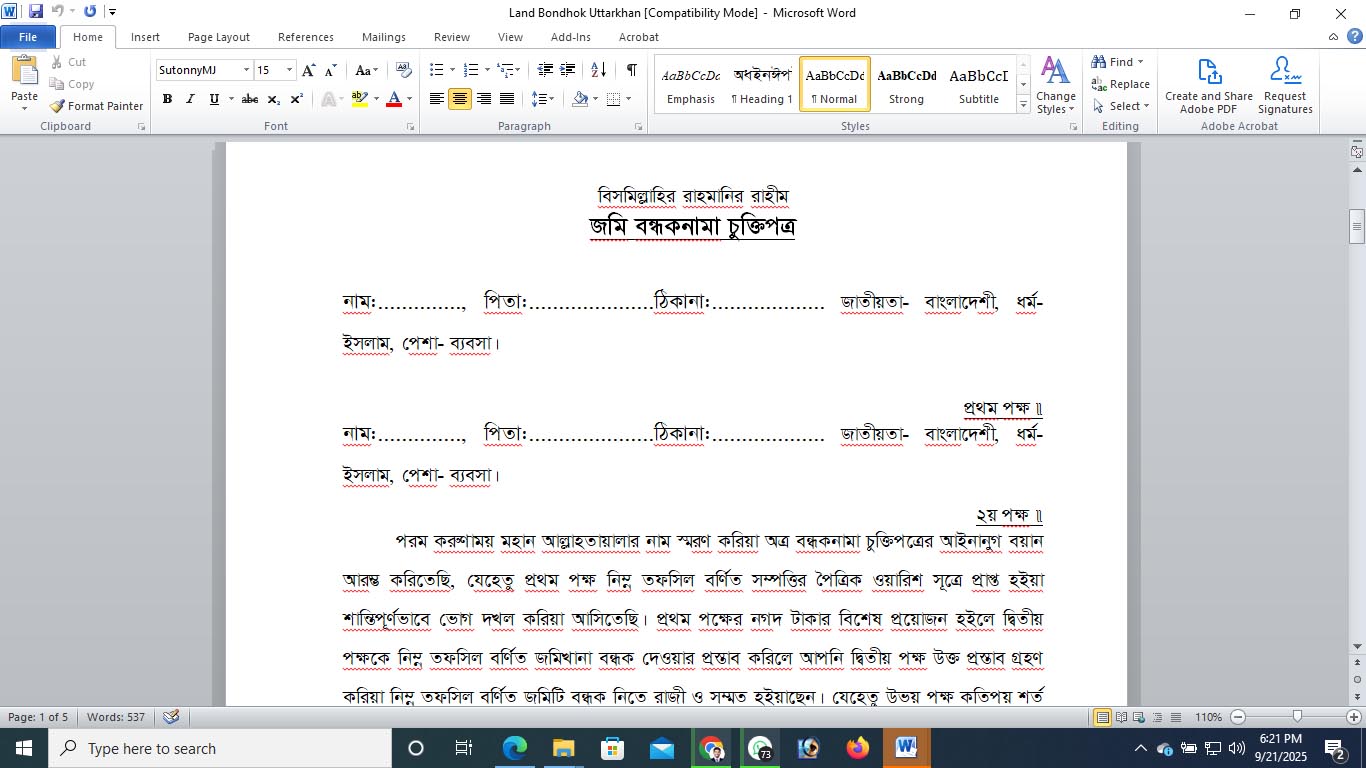 Land Bondhok Uttarkhan [Compatibility Mode] - Microsoft Word
File Home Insert Page Layout References Mailings Review View Add-Ins Acrobat
Cut
Copy
Format Painter
Paste
Clipboard
SutonnyMJ 15
Font
Paragraph
AaBbCcDc অআইনঈপ AaBbCcDd AaBbCcDd AaBbCcI
Emphasis ¶ Heading 1 ¶ Normal Strong Subtitle
Change Styles
Styles
Find
Replace
Select
Editing
Create and Share Adobe PDF
Request Signatures
Adobe Acrobat
বিসমিল্লাহির রাহমানির রাহীম
জমি বন্ধকনামা চুক্তিপত্র
নাম:............., পিতা:....................ঠিকানা:.................. জাতীয়তা- বাংলাদেশী, ধর্ম-
ইসলাম, পেশা- ব্যবসা।
প্রথম পক্ষ ॥
নাম:............., পিতা:....................ঠিকানা:.................. জাতীয়তা- বাংলাদেশী, ধর্ম-
ইসলাম, পেশা- ব্যবসা।
২য় পক্ষ ॥
পরম করুণাময় মহান আল্লাহতায়ালার নাম স্মরণ করিয়া অত্র বন্ধকনামা চুক্তিপত্রের আইনানুগ বয়ান
আরম্ভ করিতেছি, যেহেতু প্রথম পক্ষ নিম্ন তফসিল বর্ণিত সম্পত্তির পৈত্রিক ওয়ারিশ সূত্রে প্রাপ্ত হইয়া
শান্তিপূর্ণভাবে ভোগ দখল করিয়া আসিতেছি। প্রথম পক্ষের নগদ টাকার বিশেষ প্রয়োজন হইলে দ্বিতীয়
পক্ষকে নিম্ন তফসিল বর্ণিত জমিখানা বন্ধক দেওয়ার প্রস্তাব করিলে আপনি দ্বিতীয় পক্ষ উক্ত প্রস্তাব গ্রহণ
করিয়া নিম্ন তফসিল বর্ণিত জমিটি বন্ধক নিতে রাজী ও সম্মত হইয়াছেন। যেহেতু উভয় পক্ষ কতিপয় শর্ত
Page: 1 of 5 Words: 537 110%
Type here to search
73
6:21 PM
9/21/2025
2